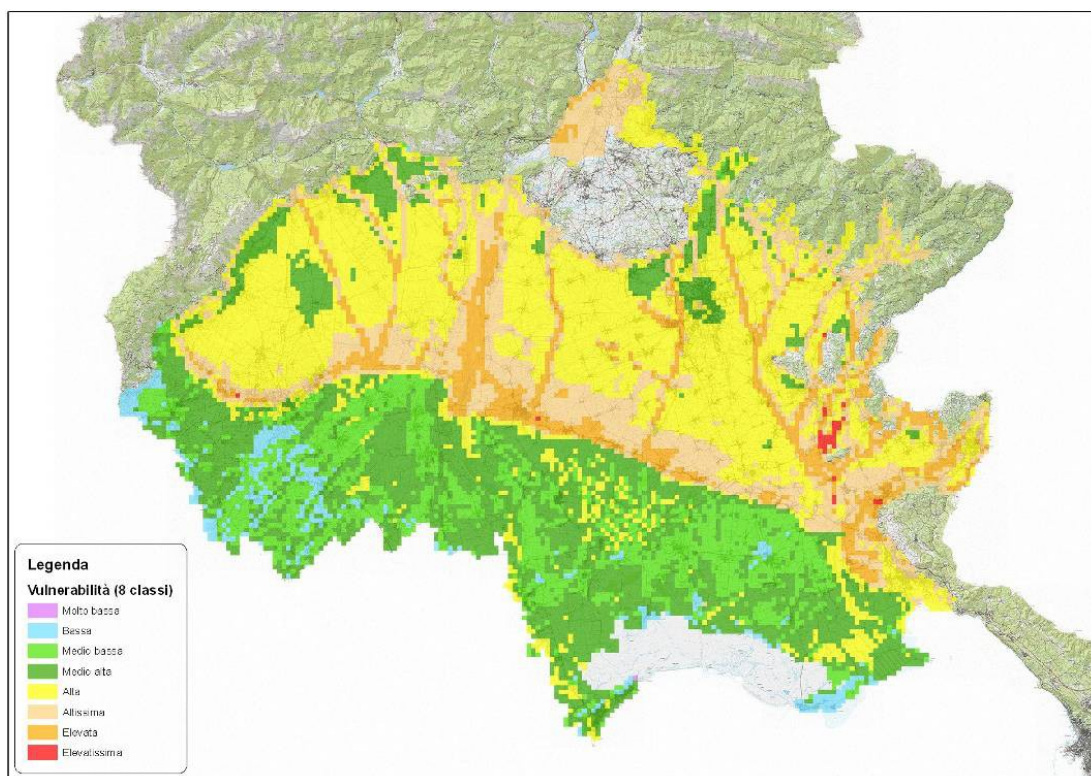 Legenda
Vulnerabilità (8 classi)
Molto bassa
Bassa
Medio bassa
Medio alta
Alta
Altissima
Elevata
Elevatissima